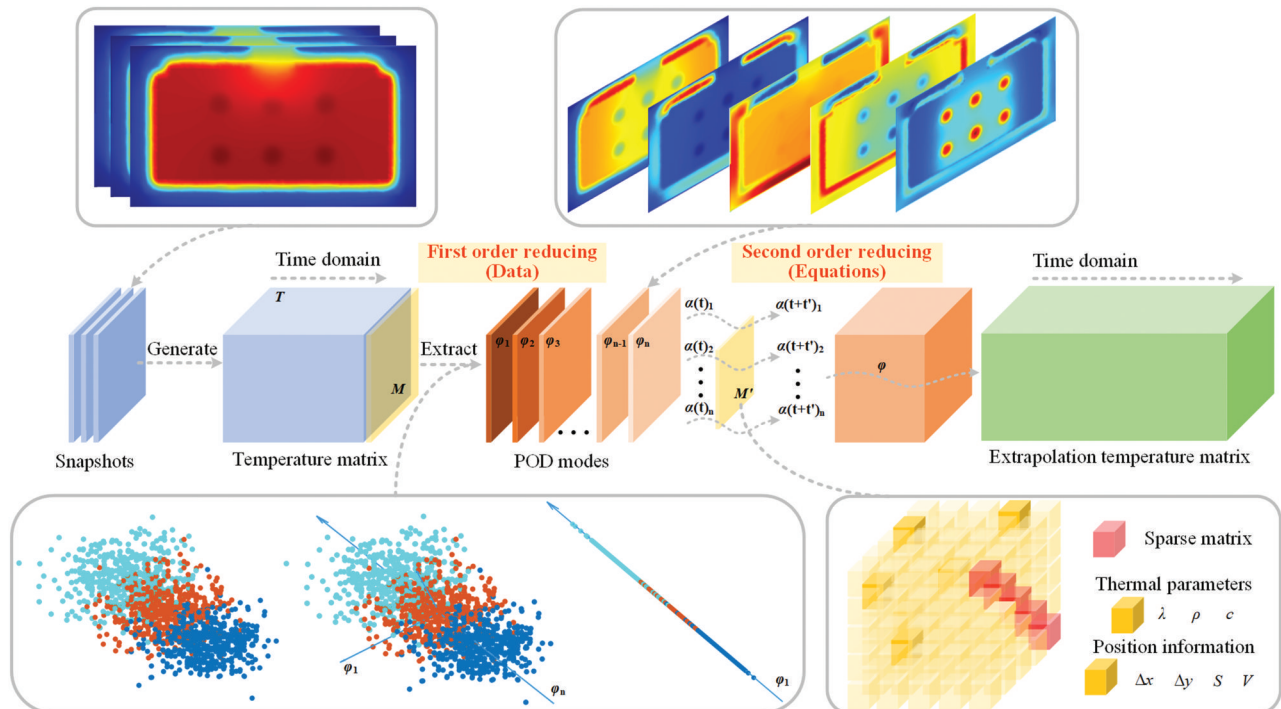 First order reducing
(Data)
Second order reducing
(Equations)
Time domain
Time domain
T
M
Generate
Extract
φ1
φ2
φ3
φn-1
φn
α(t)1
α(t)2
α(t)n
M'
α(t+t')1
α(t+t')2
α(t+t')n
φ
Snapshots
Temperature matrix
POD modes
Extrapolation temperature matrix
φ1
φn
φ1
Sparse matrix
Thermal parameters
λ ρ c
Position information
Δx Δy S V